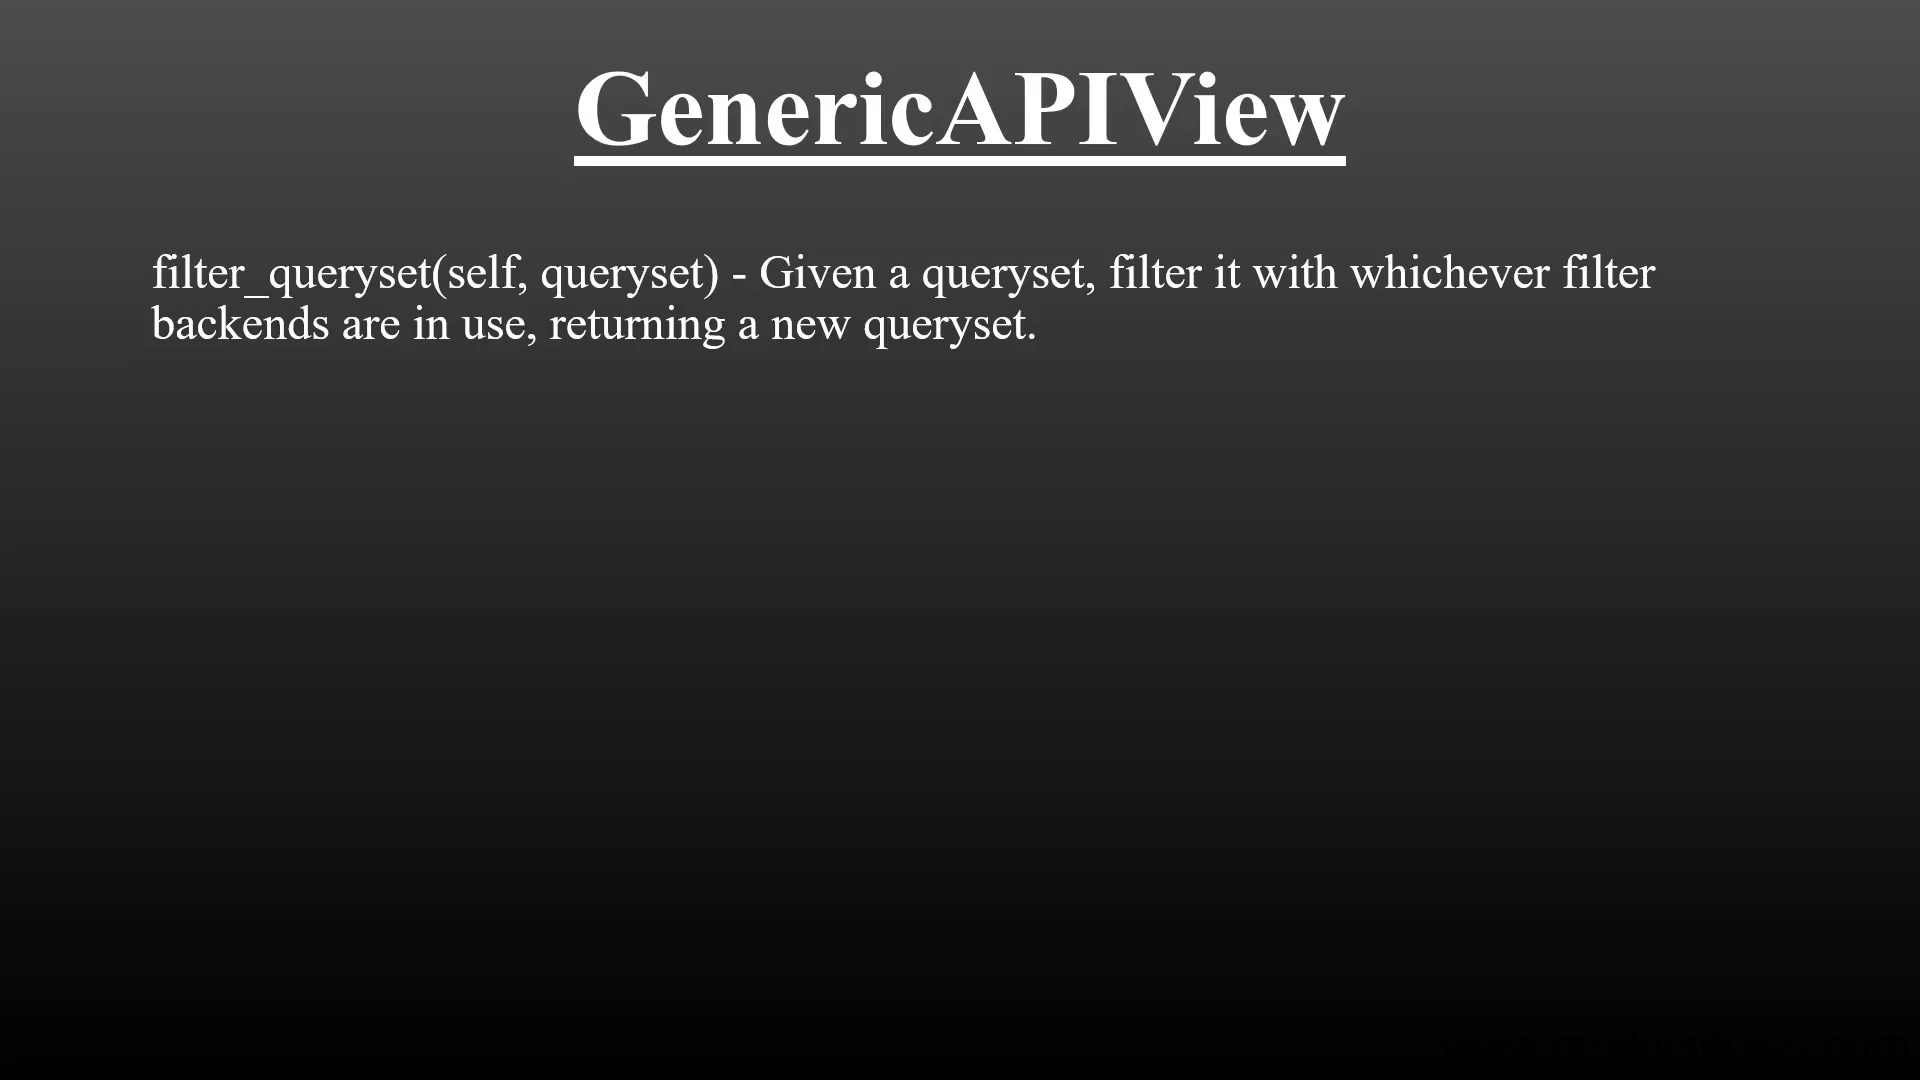 GenericAPIView
filter_queryset(self, queryset) - Given a queryset, filter it with whichever filter
backends are in use, returning a new queryset.